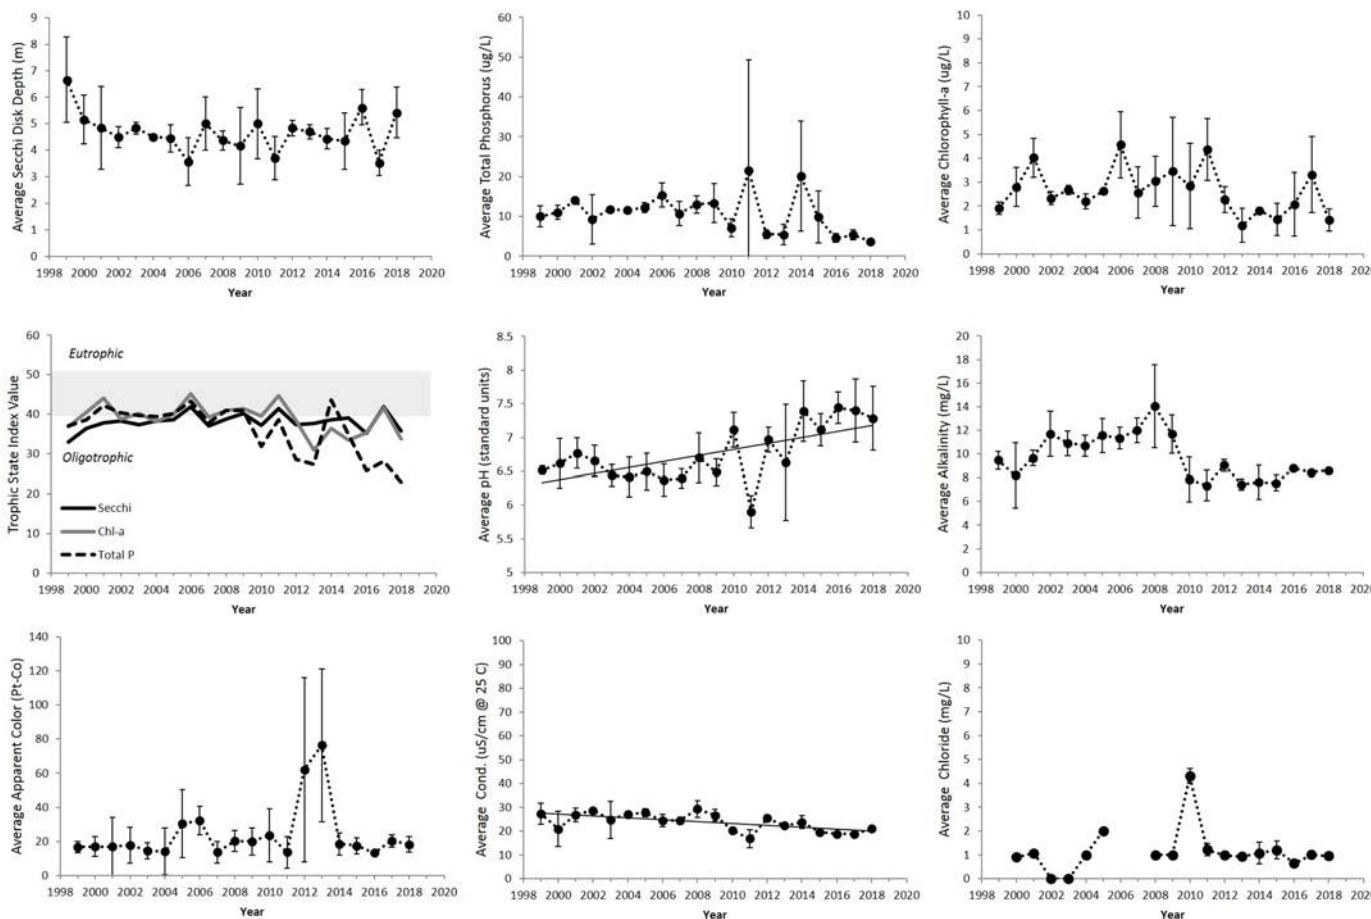 Average Secchi Disk Depth (m)
9
8
7
6
5
4
3
2
1
0
1998 2000 2002 2004 2006 2008 2010 2012 2014 2016 2018 2020
Year
Average Total Phosphorus (ug/L)
60
50
40
30
20
10
0
1998 2000 2002 2004 2006 2008 2010 2012 2014 2016 2018 2020
Year
Average Chlorophyll-a (ug/L)
10
9
8
7
6
5
4
3
2
1
0
1998 2000 2002 2004 2006 2008 2010 2012 2014 2016 2018 2020
Year
Trophic State Index Value
60
50
40
30
20
10
0
Eutrophic
Oligotrophic
Secchi
Chl-a
Total P
1998 2000 2002 2004 2006 2008 2010 2012 2014 2016 2018 2020
Year
Average pH (standard units)
8.5
8
7.5
7
6.5
6
5.5
5
1998 2000 2002 2004 2006 2008 2010 2012 2014 2016 2018 2020
Year
Average Alkalinity (mg/L)
20
18
16
14
12
10
8
6
4
2
0
1998 2000 2002 2004 2006 2008 2010 2012 2014 2016 2018 2020
Year
Average Apparent Color (Pt-Co)
140
120
100
80
60
40
20
0
1998 2000 2002 2004 2006 2008 2010 2012 2014 2016 2018 2020
Year
Average Cond. (uS/cm @ 25 C)
100
90
80
70
60
50
40
30
20
10
0
1998 2000 2002 2004 2006 2008 2010 2012 2014 2016 2018 2020
Year
Average Chloride (mg/L)
10
9
8
7
6
5
4
3
2
1
0
1998 2000 2002 2004 2006 2008 2010 2012 2014 2016 2018 2020
Year